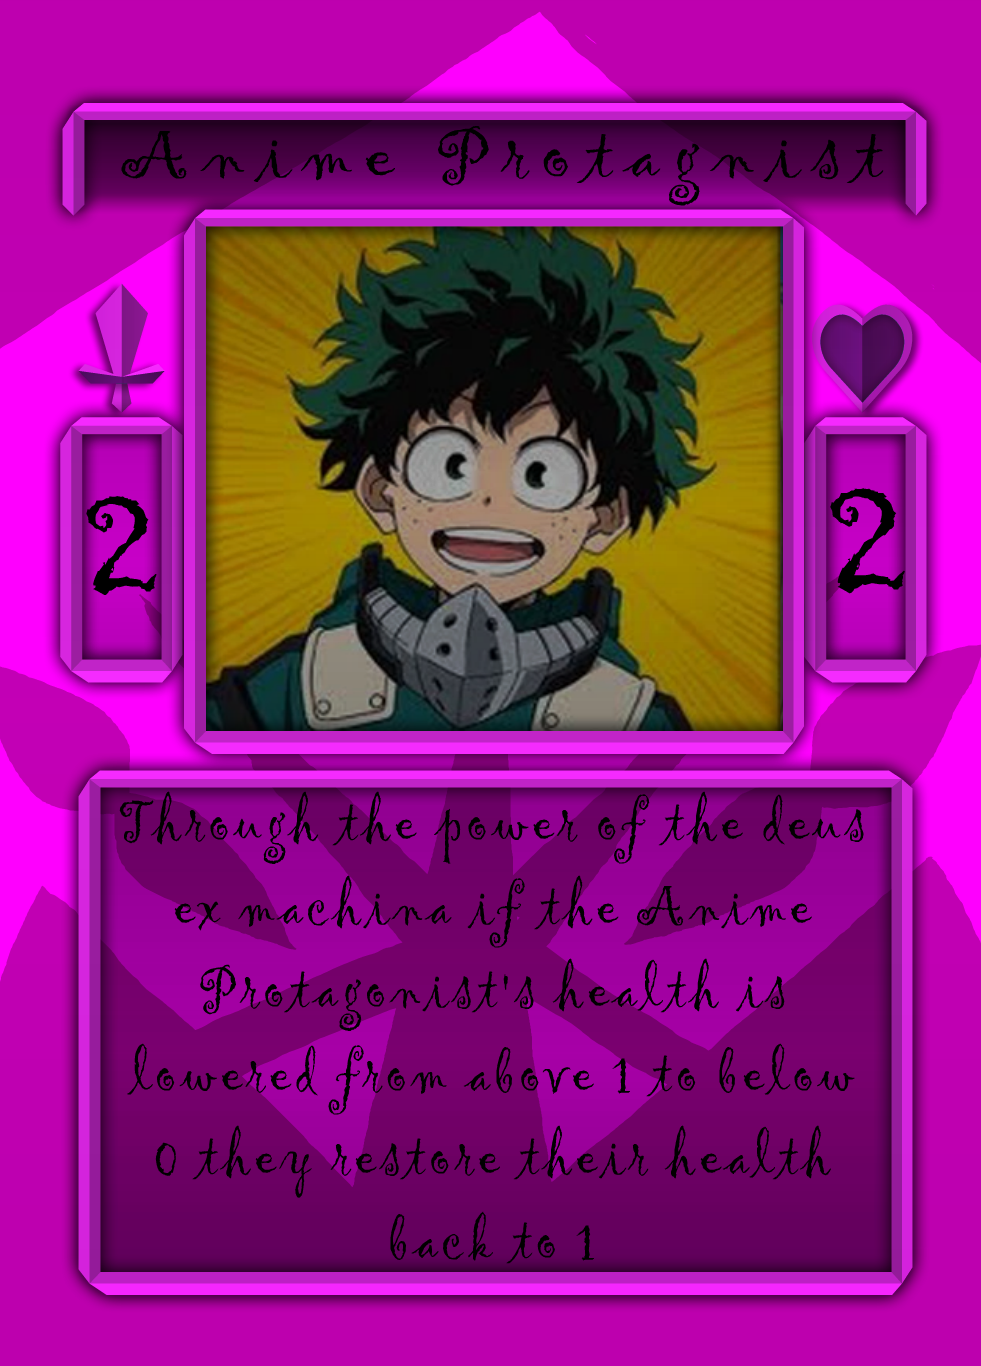 Anime Protagnist
2
2
Through the power of the deus
ex machina if the Anime
Protagonist's health is
lowered from above 1 to below
0 they restore their health
back to 1